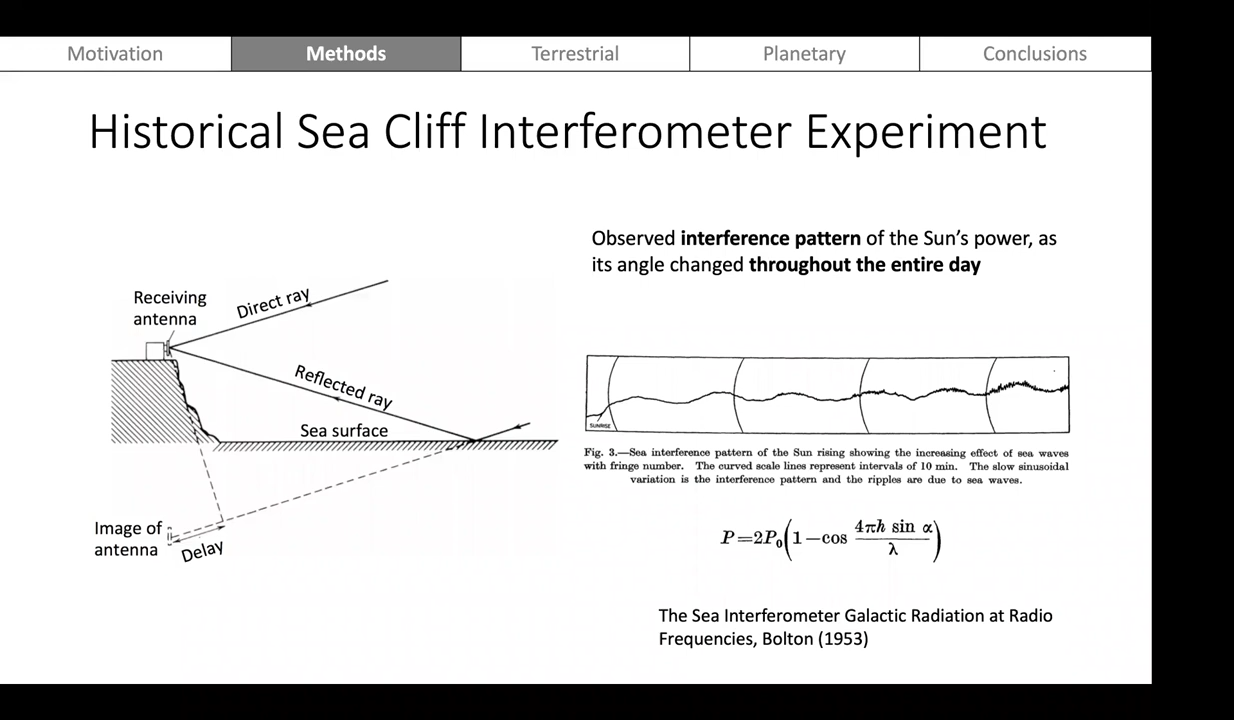 Motivation
Methods
Terrestrial
Planetary
Conclusions
Historical Sea Cliff Interferometer Experiment
Observed interference pattern of the Sun’s power, as
its angle changed throughout the entire day
Receiving
antenna
Direct ray
Reflected ray
Sea surface
Image of
antenna
Delay
SUNRISE
Fig. 3.—Sea interference pattern of the Sun rising showing the increasing effect of sea waves
with fringe number. The curved scale lines represent intervals of 10 min. The slow sinusoidal
variation is the interference pattern and the ripples are due to sea waves.
P=2P₀(1−cos 4πh sin α/λ)
The Sea Interferometer Galactic Radiation at Radio
Frequencies, Bolton (1953)